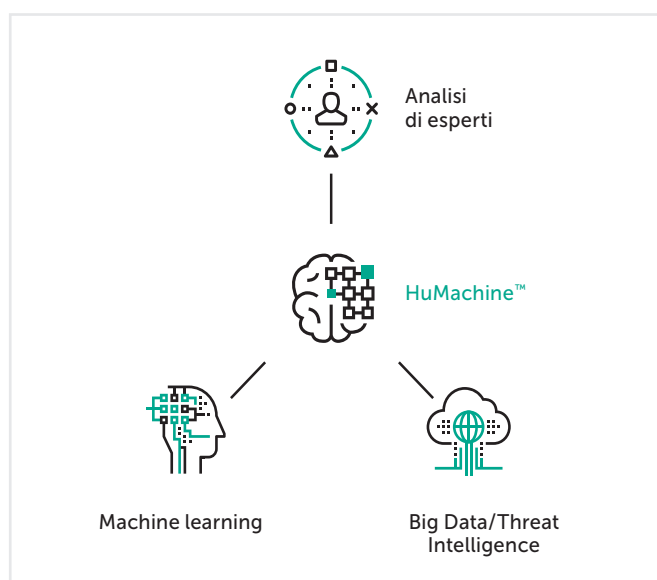 Analisi
di esperti
HuMachine™
Machine learning
Big Data/Threat
Intelligence